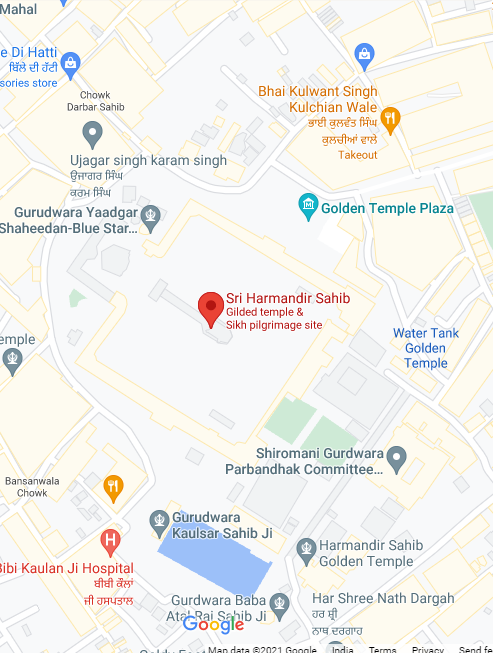 Mahal
e Di Hatti
ਬਿੱਲੇ ਦੀ ਹੱਟੀ
sories store
Chowk
Darbar Sahib
Bhai Kulwant Singh
Kulchian Wale
ਭਾਈ ਕੁਲਵੰਤ ਸਿੰਘ
ਕੁਲਚੀਆਂ ਵਾਲੇ
Takeout
Ujagar singh karam singh
ਉਜਾਗਰ ਸਿੰਘ
ਕਰਮ ਸਿੰਘ
Gurudwara Yaadgar
Shaheedan-Blue Star...
Golden Temple Plaza
Sri Harmandir Sahib
Gilded temple &
Sikh pilgrimage site
Water Tank
Golden
Temple
emple
Shiromani Gurdwara
Parbandhak Committee...
Bansanwala
Chowk
Gurudwara
Kaulsar Sahib Ji
H
Bibi Kaulan Ji Hospital
ਬੀਬੀ ਕੌਲਾਂ
ਜੀ ਹਸਪਤਾਲ
Harmandir Sahib
Golden Temple
Gurudwara Baba
Atal Rai Sahib Ji
Har Shree Nath Dargah
ਹਰ ਸ਼੍ਰੀ
ਨਾਥ ਦਰਗਾਹ
Google
Map data ©2021 Google India Terms Privacy Send fe